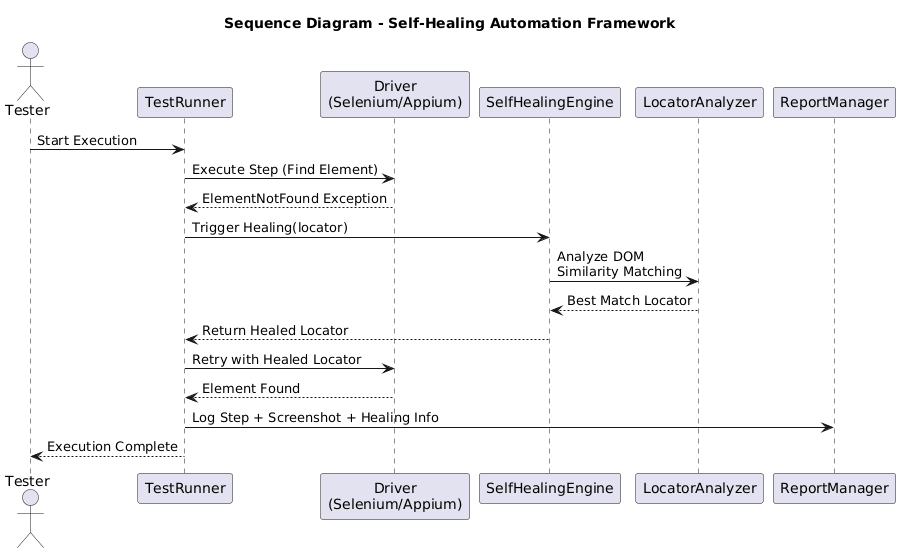 Sequence Diagram - Self-Healing Automation Framework
Tester
TestRunner
Driver
(Selenium/Appium)
SelfHealingEngine
LocatorAnalyzer
ReportManager
Start Execution
Execute Step (Find Element)
ElementNotFound Exception
Trigger Healing(locator)
Analyze DOM
Similarity Matching
Best Match Locator
Return Healed Locator
Retry with Healed Locator
Element Found
Log Step + Screenshot + Healing Info
Execution Complete
Tester
TestRunner
Driver
(Selenium/Appium)
SelfHealingEngine
LocatorAnalyzer
ReportManager